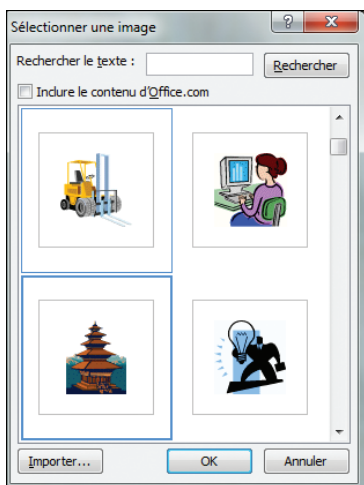 Sélectionner une image
Rechercher le texte :
Rechercher
Inclure le contenu d'Office.com
Importer...
OK
Annuler